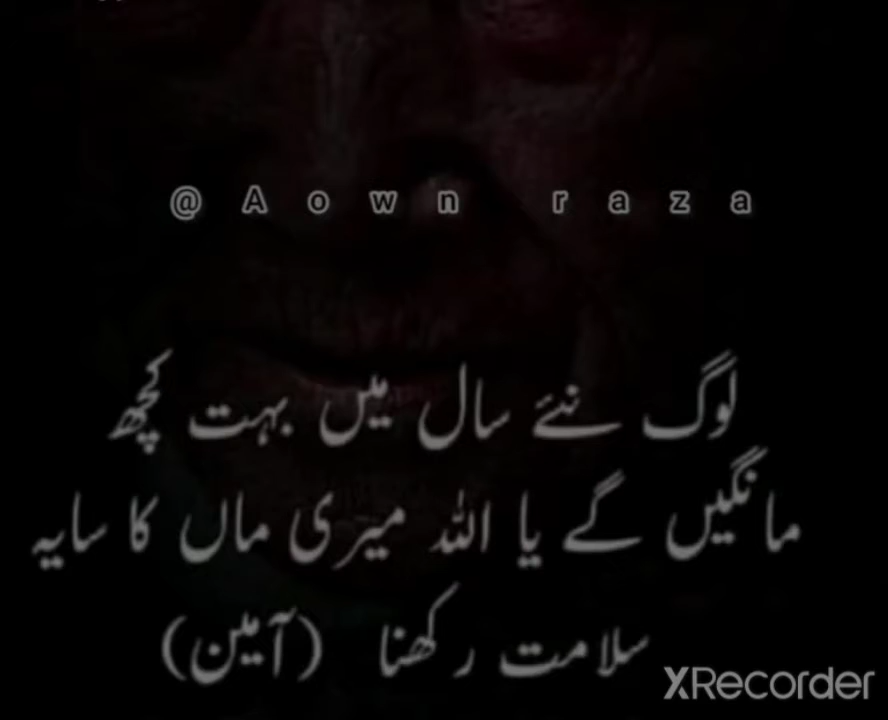 @Aown raza
لوگ نئے سال میں بہت کچھ
مانگیں گے یا اللہ میری ماں کا سایہ
سلامت رکھنا (آمین)
XRecorder